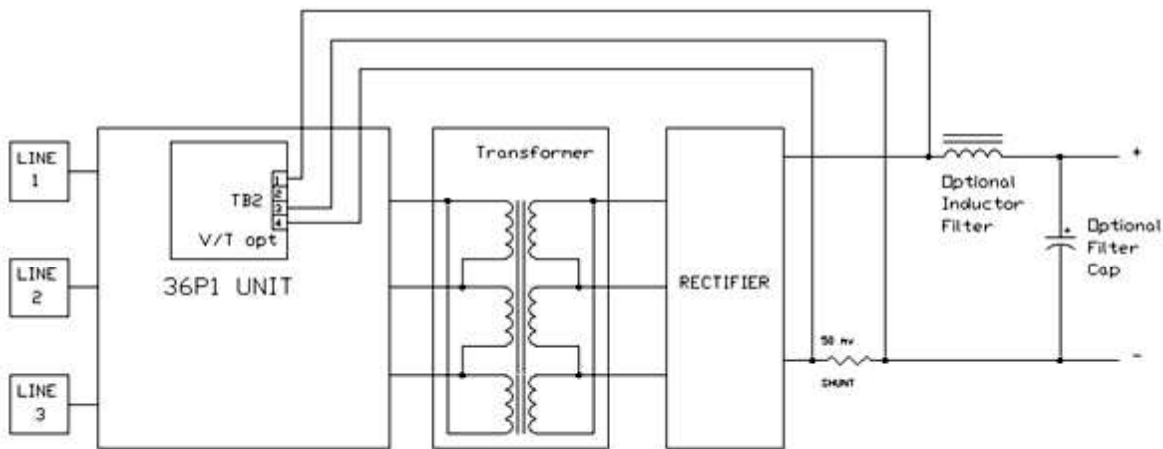 LINE
1
LINE
2
LINE
3
1
2
3
4
TB2
V/T opt
36P1 UNIT
Transformer
RECTIFIER
50 mv
SHUNT
Optional
Inductor
Filter
+
+
Optional
Filter
Cap
-